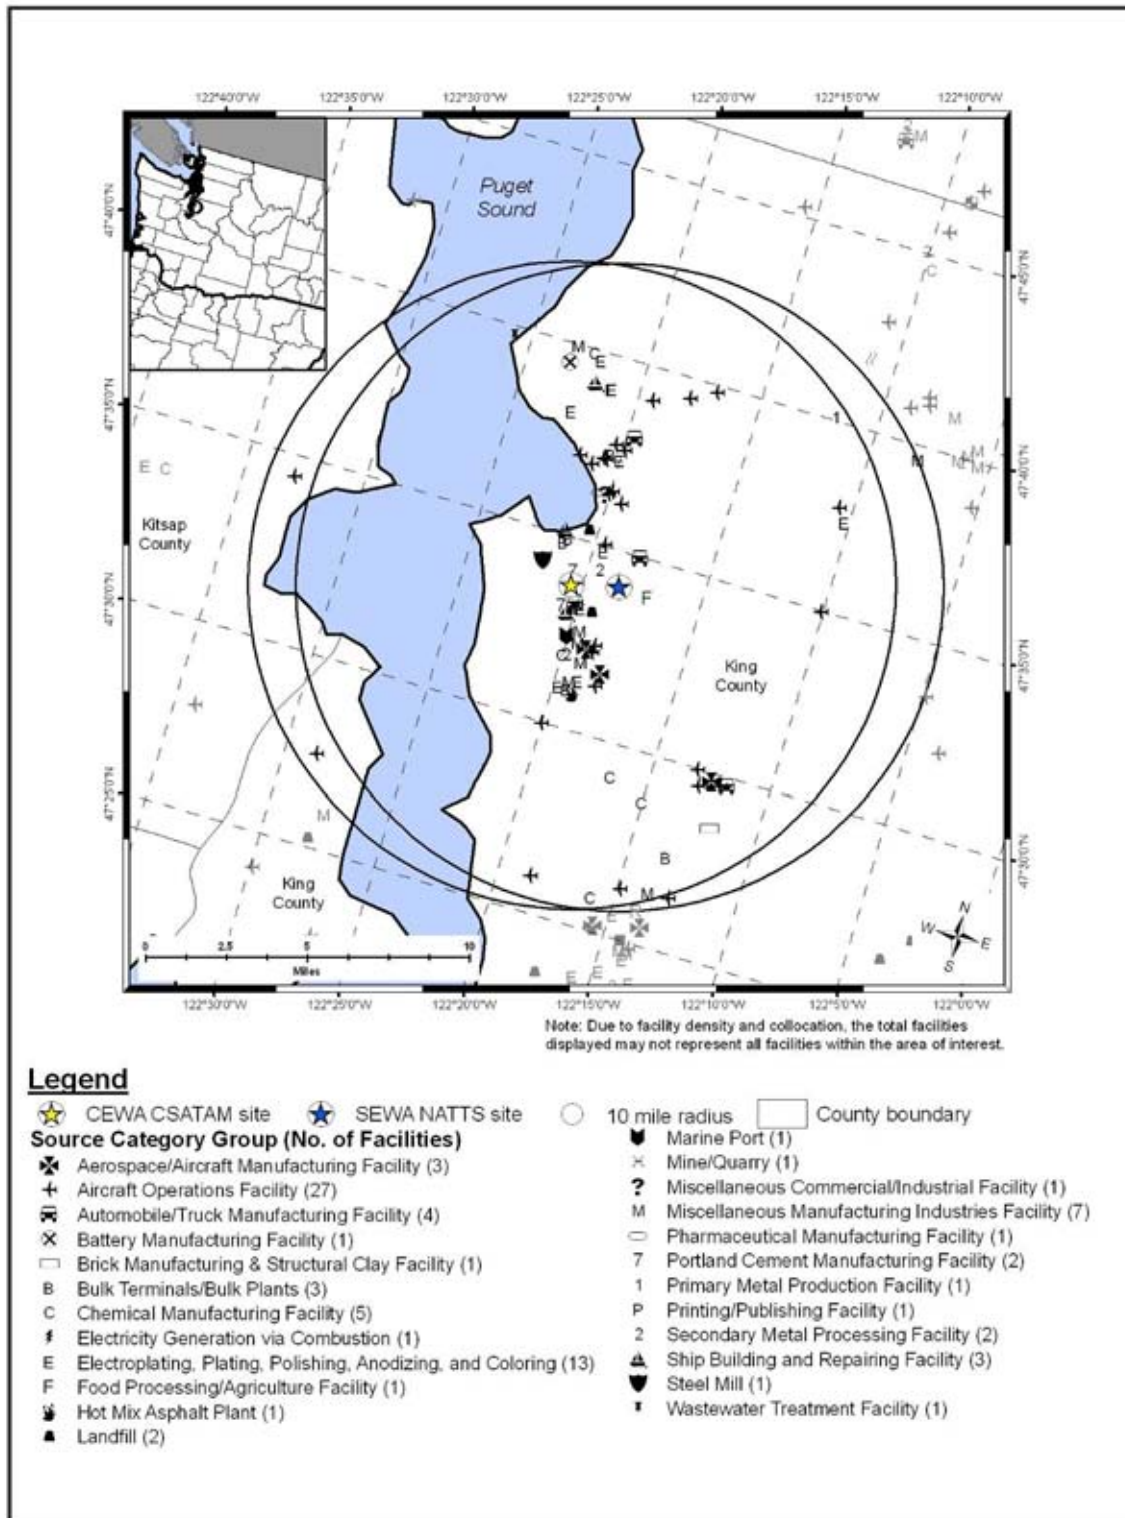 122°40'0"W 122°35'0"W 122°30'0"W 122°25'0"W 122°20'0"W 122°15'0"W 122°10'0"W
47°40'0"N
47°35'0"N
47°30'0"N
47°25'0"N
47°45'0"N
47°40'0"N
47°35'0"N
47°30'0"N
Puget
Sound
Kitsap
County
King
County
King
County
N
W E
S
0 2.5 5 10
Miles
122°30'0"W 122°25'0"W 122°20'0"W 122°15'0"W 122°10'0"W 122°5'0"W 122°0'0"W
Note: Due to facility density and collocation, the total facilities
displayed may not represent all facilities within the area of interest.
Legend
CEWA CSATAM site SEWA NATTS site 10 mile radius County boundary
Source Category Group (No. of Facilities)
Aerospace/Aircraft Manufacturing Facility (3)
Aircraft Operations Facility (27)
Automobile/Truck Manufacturing Facility (4)
Battery Manufacturing Facility (1)
Brick Manufacturing & Structural Clay Facility (1)
B Bulk Terminals/Bulk Plants (3)
C Chemical Manufacturing Facility (5)
Electricity Generation via Combustion (1)
E Electroplating, Plating, Polishing, Anodizing, and Coloring (13)
F Food Processing/Agriculture Facility (1)
Hot Mix Asphalt Plant (1)
Landfill (2)
Marine Port (1)
Mine/Quarry (1)
? Miscellaneous Commercial/Industrial Facility (1)
M Miscellaneous Manufacturing Industries Facility (7)
Pharmaceutical Manufacturing Facility (1)
7 Portland Cement Manufacturing Facility (2)
1 Primary Metal Production Facility (1)
P Printing/Publishing Facility (1)
2 Secondary Metal Processing Facility (2)
Ship Building and Repairing Facility (3)
Steel Mill (1)
Wastewater Treatment Facility (1)